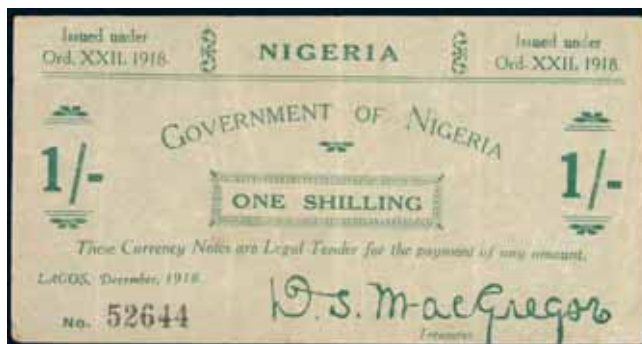 Issued under NIGERIA Issued under
Ord. XXII, 1918. Ord. XXII, 1918.
GOVERNMENT OF NIGERIA
1/- 1/-
ONE SHILLING
These Currency Notes are Legal Tender for the payment of any amount.
LAGOS, December, 1918.
No. 52644 D. S. MacGregor
Treasurer